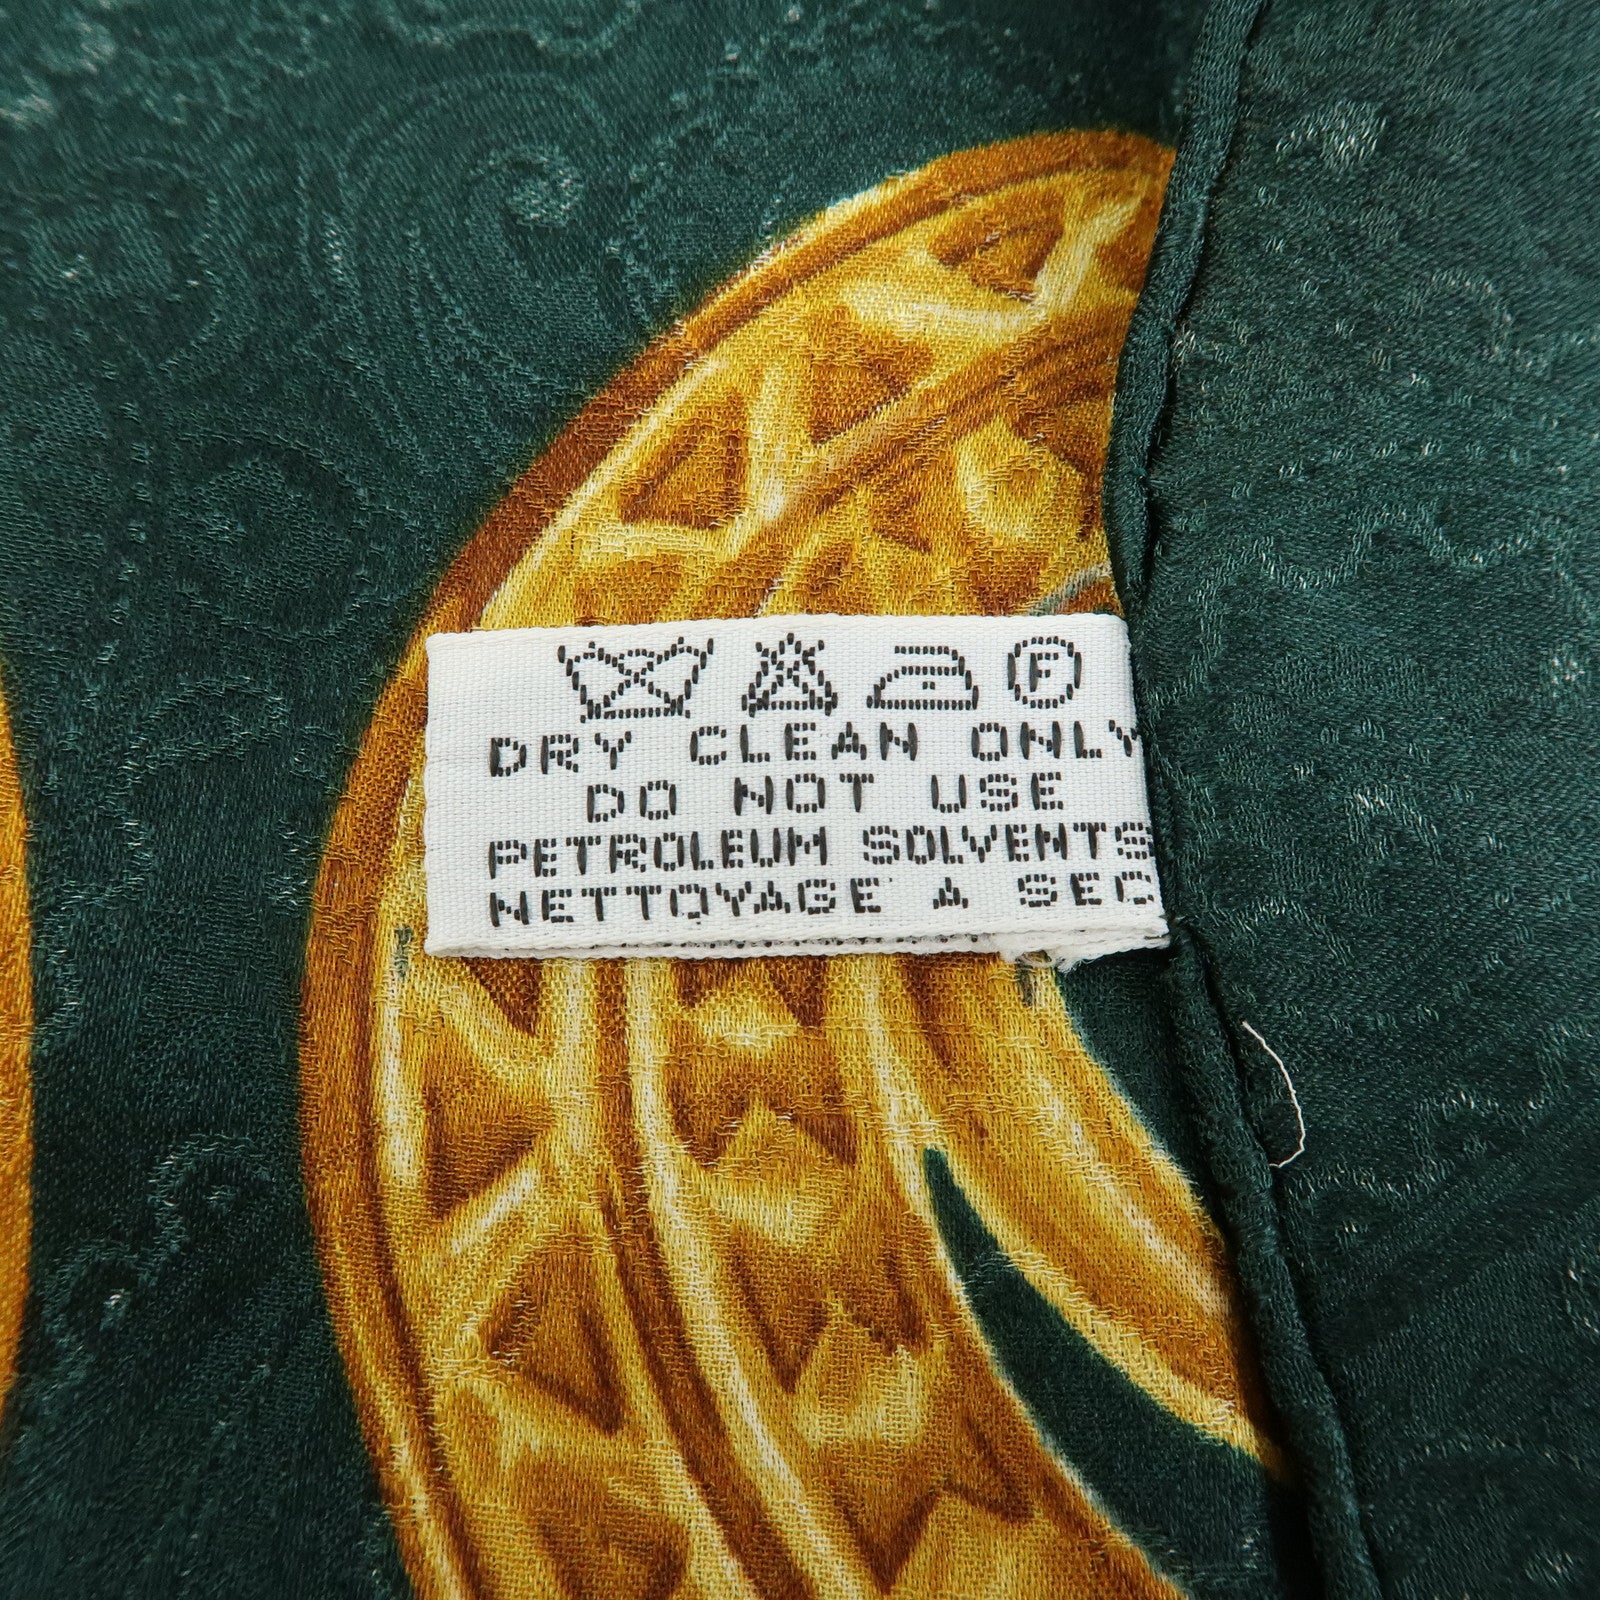 F
DRY CLEAN ONLY
DO NOT USE
PETROLEUM SOLVENTS
NETTOYAGE A SEC